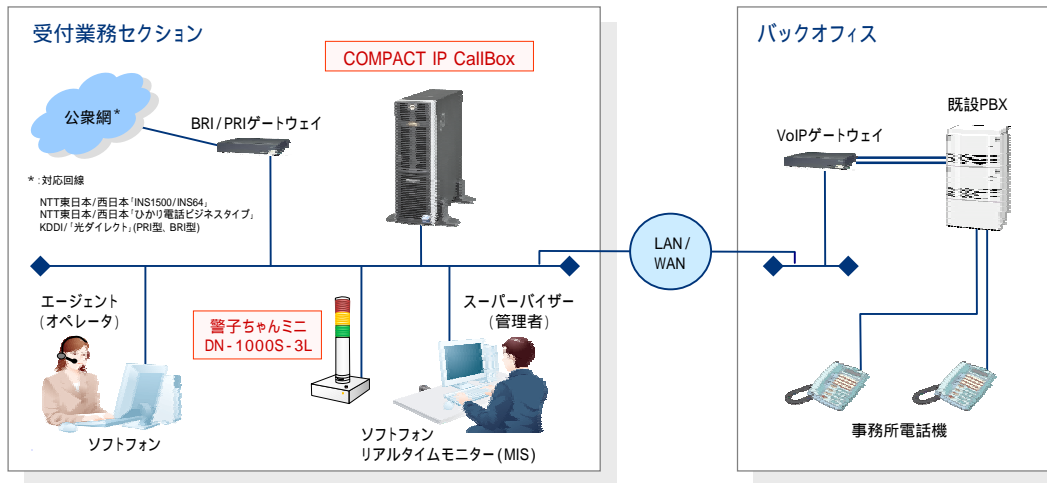 受付業務セクション
COMPACT IP CallBox
公衆網*
BRI/PRIゲートウェイ
*:対応回線
NTT東日本/西日本「INS1500/INS64」
NTT東日本/西日本「ひかり電話ビジネスタイプ」
KDDI/「光ダイレクト」(PRI型、BRI型)
エージェント
(オペレータ)
ソフトフォン
警子ちゃんミニ
DN-1000S-3L
スーパーバイザー
(管理者)
ソフトフォン
リアルタイムモニター(MIS)
LAN/
WAN
バックオフィス
既設PBX
VoIPゲートウェイ
事務所電話機